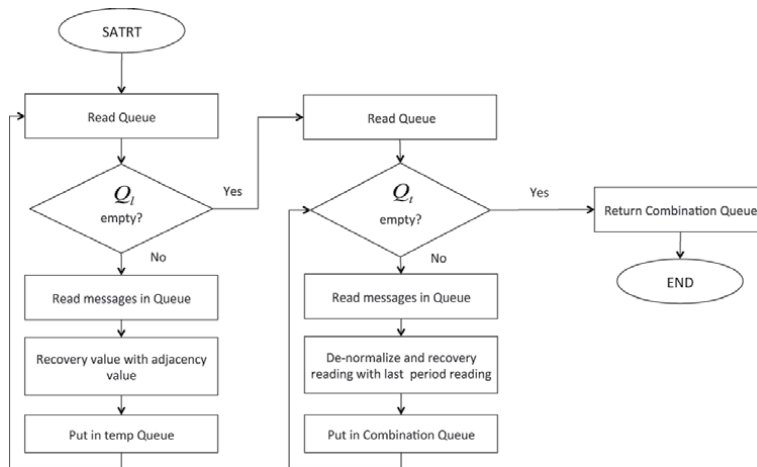 SATRT
Read Queue
Q_l
empty?
Yes
No
Read messages in Queue
Recovery value with adjacency
value
Put in temp Queue
Read Queue
Q_t
empty?
Yes
No
Read messages in Queue
De-normalize and recovery
reading with last period reading
Put in Combination Queue
Return Combination Queue
END